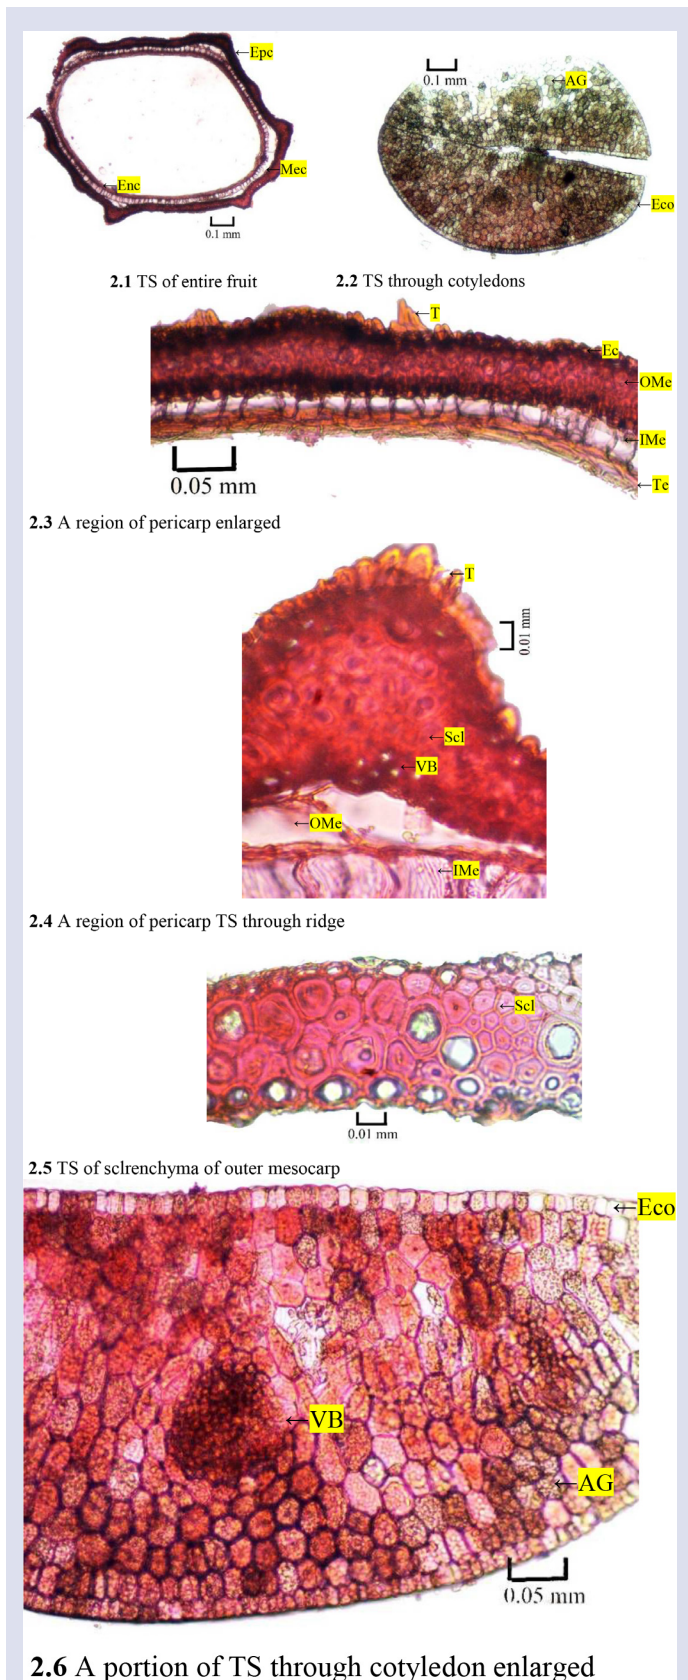 ←Epc
←Mec
←Enc
0.1 mm
0.1 mm
←AG
←Eco
2.1 TS of entire fruit
2.2 TS through cotyledons
←T
←Ec
←OMe
←IMe
←Te
0.05 mm
2.3 A region of pericarp enlarged
←T
0.01 mm
←Scl
←VB
←OMe
←IMe
2.4 A region of pericarp TS through ridge
←Scl
0.01 mm
2.5 TS of sclrenchyma of outer mesocarp
←Eco
←VB
←AG
0.05 mm
2.6 A portion of TS through cotyledon enlarged